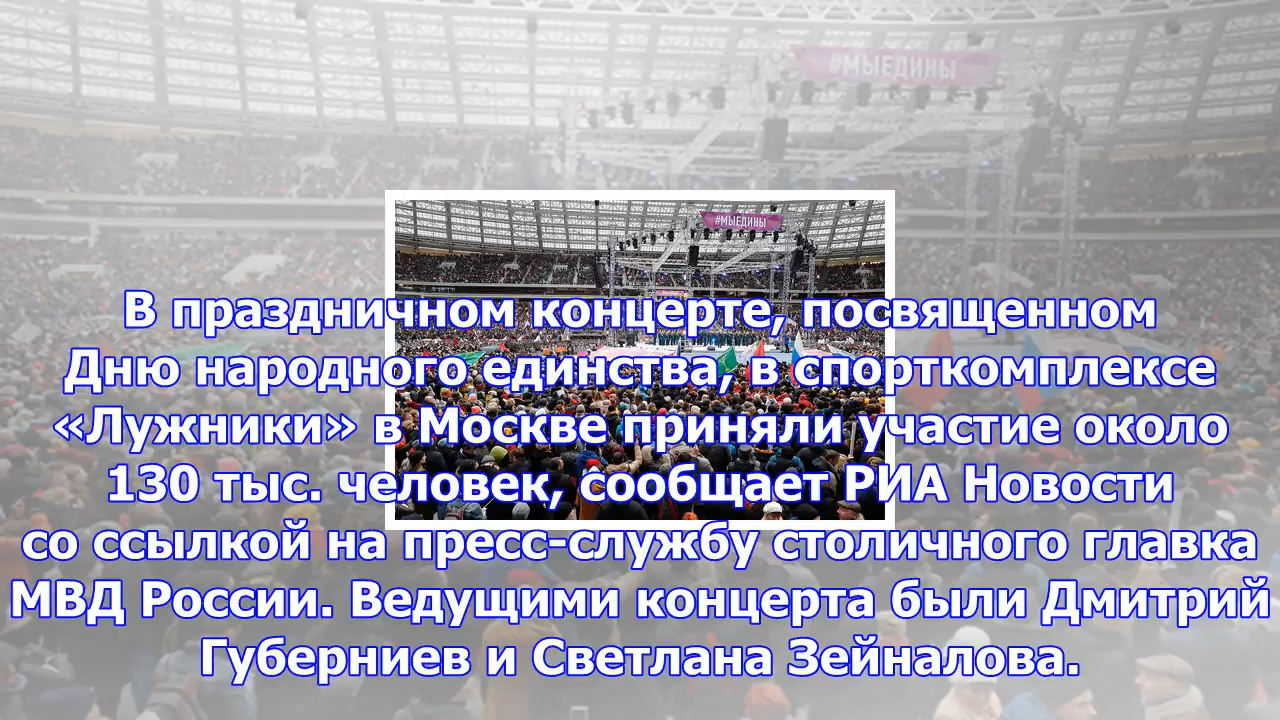 #МЫЕДИНЫ
#МЫЕДИНЫ
В праздничном концерте, посвященном
Дню народного единства, в спорткомплексе
«Лужники» в Москве приняли участие около
130 тыс. человек, сообщает РИА Новости
со ссылкой на пресс-службу столичного главка
МВД России. Ведущими концерта были Дмитрий
Губерниев и Светлана Зейналова.